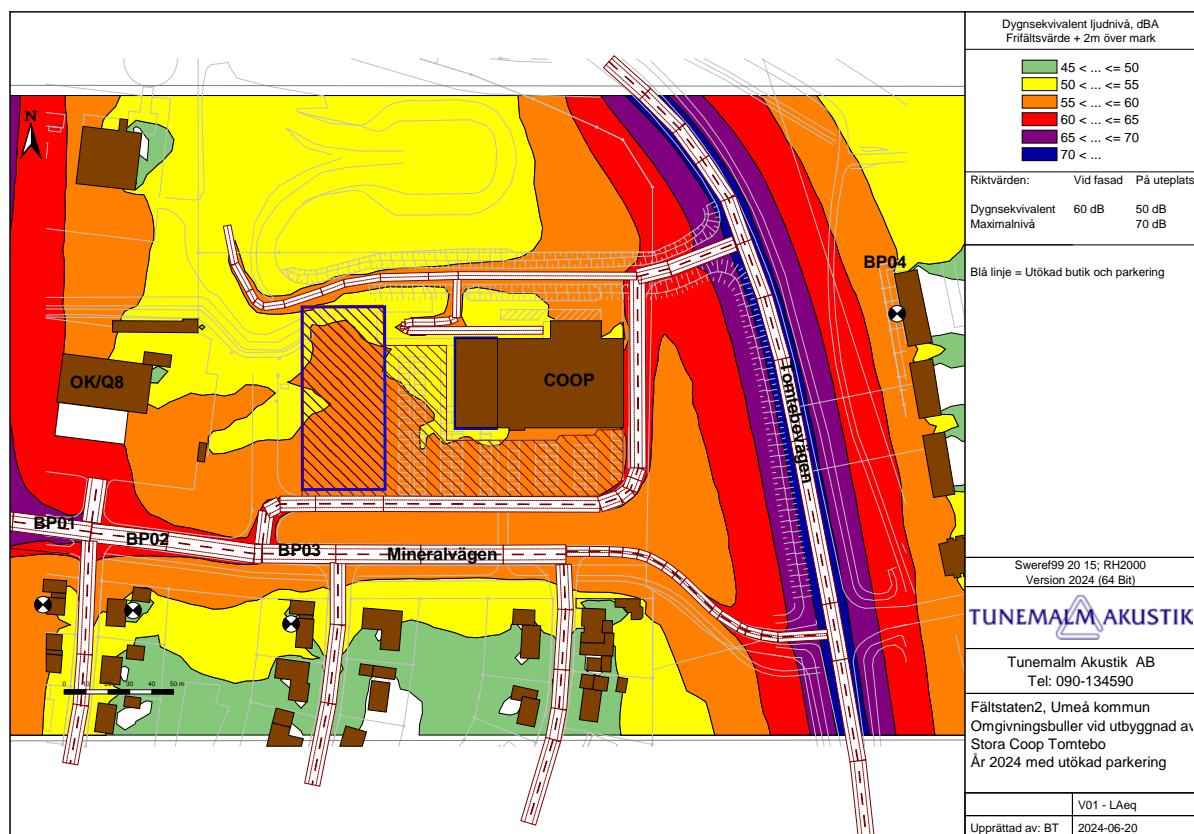 Dygnsekvivalent ljudnivå, dBA
Frifältsvärde + 2m över mark
45 < ... <= 50
50 < ... <= 55
55 < ... <= 60
60 < ... <= 65
65 < ... <= 70
70 < ...
Riktvärden: Vid fasad På uteplats
Dygnsekvivalent 60 dB 50 dB
Maximalnivå 70 dB
Blå linje = Utökad butik och parkering
N
BP04
OK/Q8
COOP
Tomtebovägen
BP01
BP02
BP03
Mineralvägen
0 10 20 30 40 50 m
Sweref99 20 15; RH2000
Version 2024 (64 Bit)
TUNEMALM AKUSTIK
Tunemalm Akustik AB
Tel: 090-134590
Fältstaten2, Umeå kommun
Omgivningsbuller vid utbyggnad av
Stora Coop Tomtebo
År 2024 med utökad parkering
V01 - LAeq
Upprättad av: BT 2024-06-20